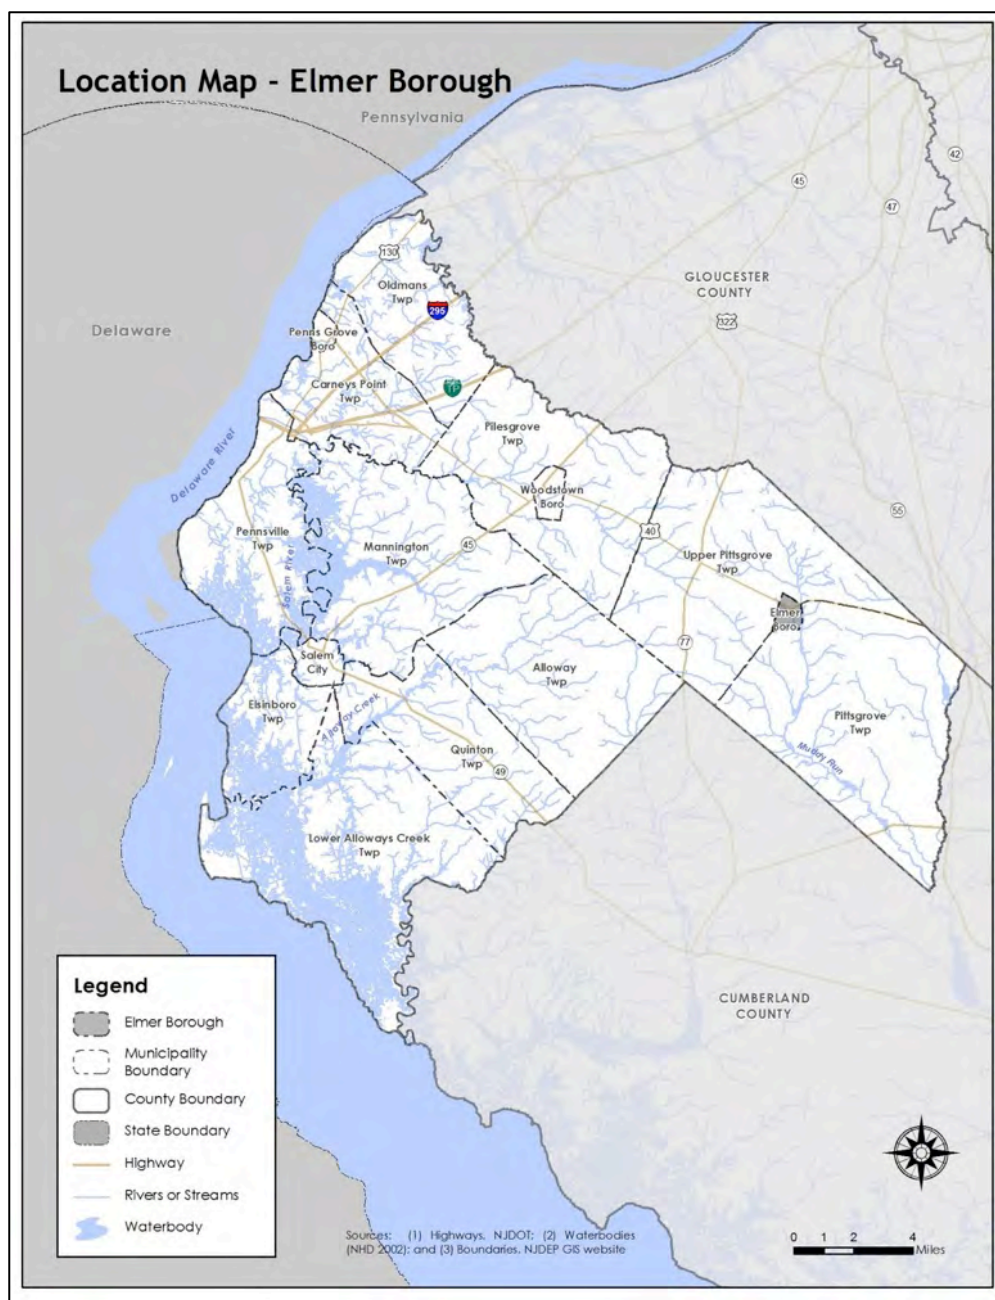 Location Map - Elmer Borough
Pennsylvania
42
45
47
130
Oldmans
Twp
GLOUCESTER
COUNTY
295
322
Delaware
Penns Grove
Boro
Carneys Point
Twp
Pilesgrove
Twp
Delaware River
Woodstown
Boro
55
Pennsville
Twp
Mannington
Twp
45
40
Upper Pittsgrove
Twp
Salem River
Elmer
Boro
77
Salem
City
Alloway
Twp
Elsinboro
Twp
Alloway Creek
Pittsgrove
Twp
Quinton
Twp
49
Muddy Run
Lower Alloways Creek
Twp
CUMBERLAND
COUNTY
Legend
Elmer Borough
Municipality
Boundary
County Boundary
State Boundary
Highway
Rivers or Streams
Waterbody
Sources: (1) Highways, NJDOT; (2) Waterbodies
(NHD 2002); and (3) Boundaries, NJDEP GIS website
0 1 2 4
Miles